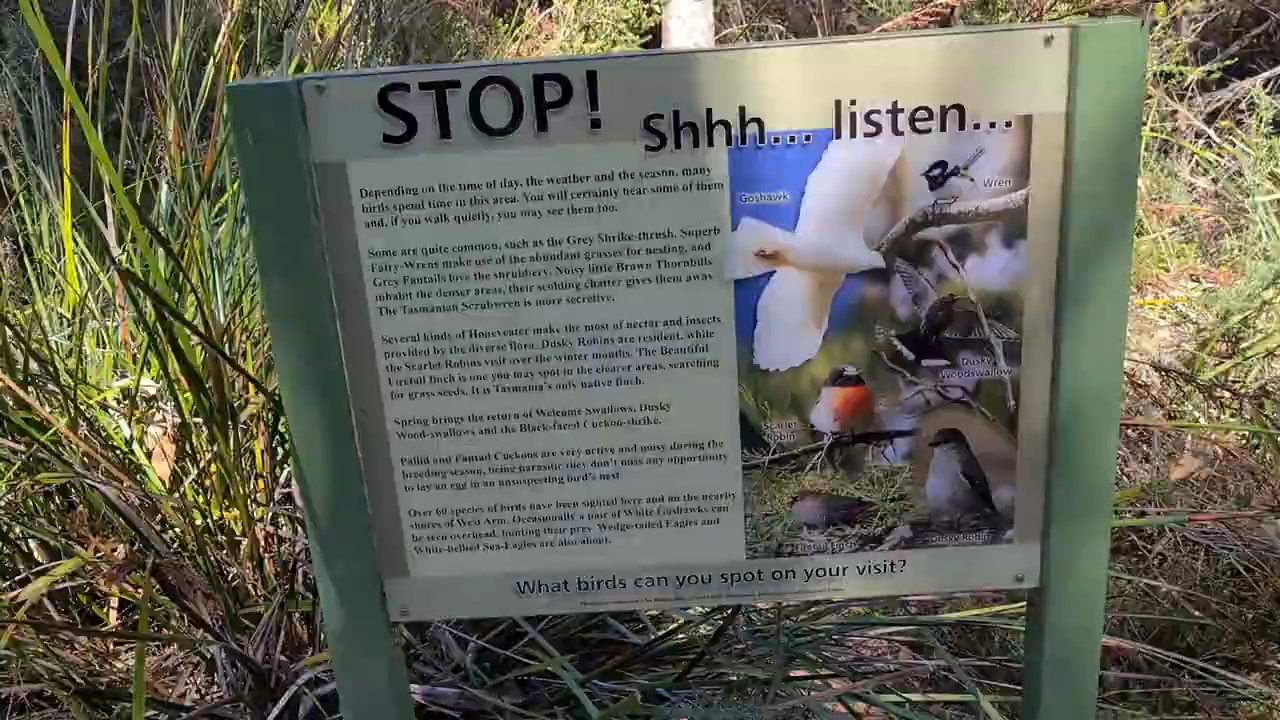 STOP! Shhh... listen...
Depending on the time of day, the weather and the season, many
birds spend time in this area. You will certainly hear some of them
and, if you walk quietly, you may see them too.
Some are quite common, such as the Grey Shrike-thrush. Superb
Fairy-Wrens make use of the abundant grasses for nesting, and
Grey Fantails love the shrubbery. Noisy little Brown Thornbills
inhabit the denser areas, their scolding chatter gives them away
The Tasmanian Scrubwren is more secretive.
Several kinds of Honeyeater make the most of nectar and insects
provided by the diverse flora. Dusky Robins are resident, while
the Scarlet Robins visit over the winter months. The Beautiful
Firetail finch is one you may spot in the clearer areas, searching
for grass seeds. It is Tasmania's only native finch.
Spring brings the return of Welcome Swallows, Dusky
Wood-swallows and the Black-faced Cuckoo-shrike.
Pallid and Fantail Cuckoos are very active and noisy during the
breeding season, being parasitic they don't miss any opportunity
to lay an egg in an unsuspecting bird's nest
Over 60 species of birds have been sighted here and on the nearby
shores of West Arm. Occasionally a pair of White Goshawks can
be seen overhead, hunting their prey. Wedge-tailed Eagles and
White-bellied Sea-Eagles are also about.
Goshawk
Wren
Dusky
Woodswallow
Scarlet
Robin
Firetail Finch
Dusky Robin
What birds can you spot on your visit?